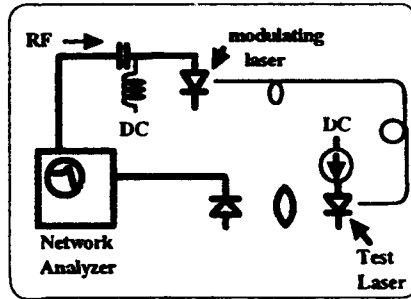 RF
modulating
laser
DC
DC
Network
Analyzer
Test
Laser